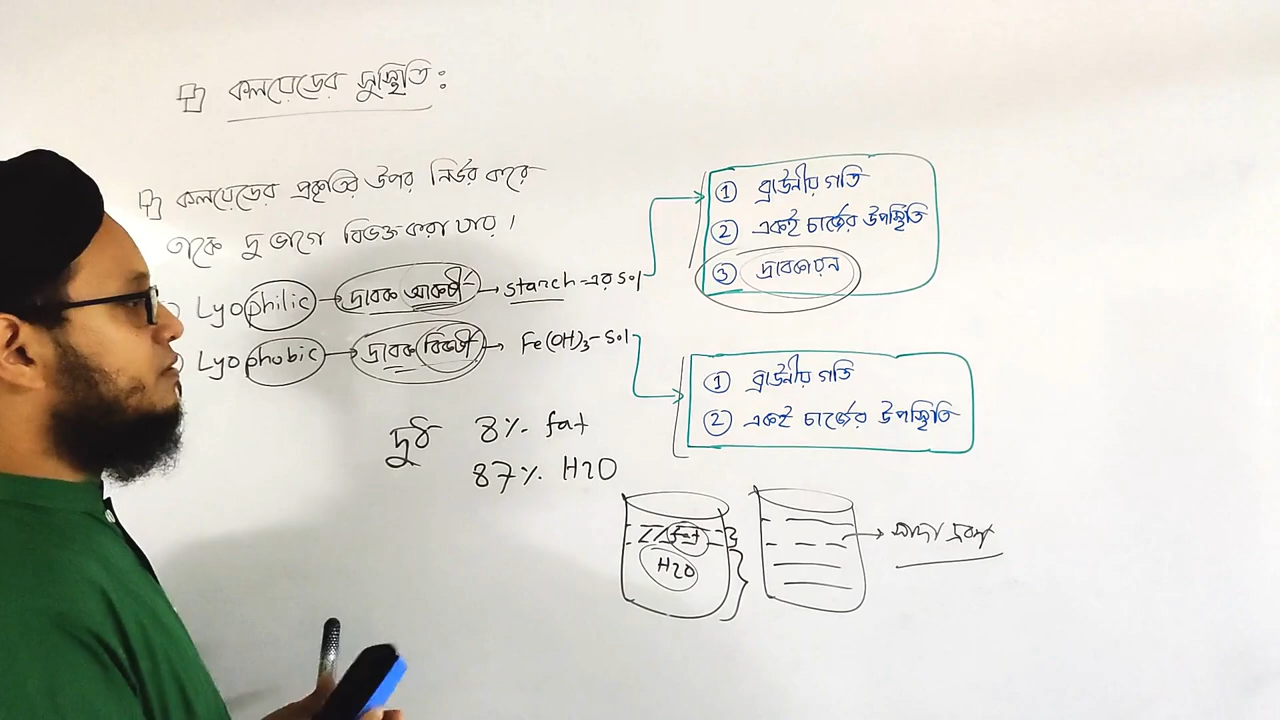 কলয়েডের সুস্থিতি :
কলয়েডের প্রকৃতির উপর নির্ভর করে
তাকে দু ভাগে বিভক্ত করা যায় ।
Lyophilic → দ্রাবক আকর্ষী → starch-এর sol
Lyophobic → দ্রাবক বিকর্ষী → Fe(OH)3-sol
① ব্রাউনীয় গতি
② একই চার্জের উপস্থিতি
③ দ্রাবকায়ন
① ব্রাউনীয় গতি
② একই চার্জের উপস্থিতি
দুধ 8% fat
87% H2O
fat
H2O
সাদা দ্রবণ